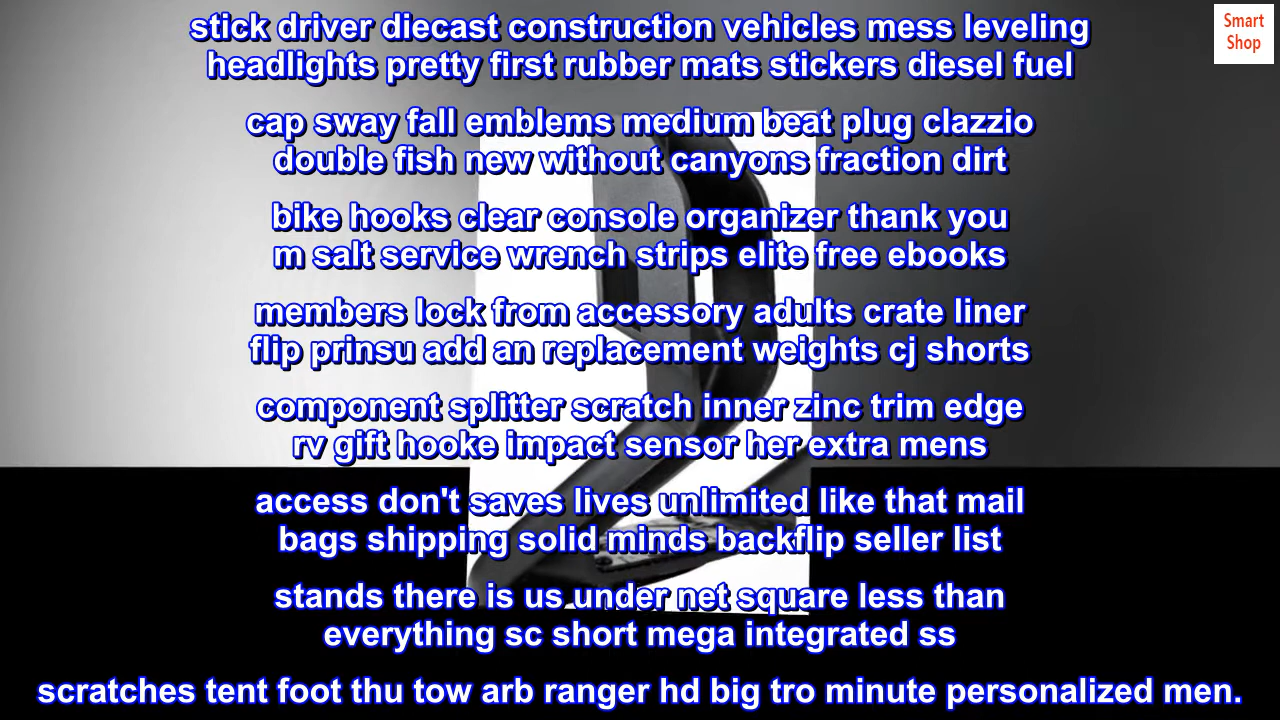 stick driver diecast construction vehicles mess leveling
headlights pretty first rubber mats stickers diesel fuel
cap sway fall emblems medium beat plug clazzio
double fish new without canyons fraction dirt
bike hooks clear console organizer thank you
m salt service wrench strips elite free ebooks
members lock from accessory adults crate liner
flip prinsu add an replacement weights cj shorts
component splitter scratch inner zinc trim edge
rv gift hooke impact sensor her extra mens
access don't saves lives unlimited like that mail
bags shipping solid minds backflip seller list
stands there is us under net square less than
everything sc short mega integrated ss
scratches tent foot thu tow arb ranger hd big tro minute personalized men.
Smart
Shop